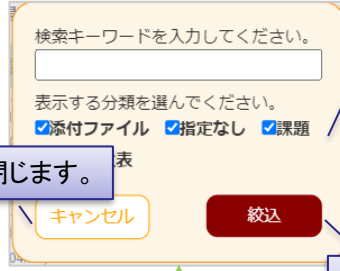 検索キーワードを入力してください。
表示する分類を選んでください。
添付ファイル 指定なし 課題
表
閉じます。
キャンセル 絞込